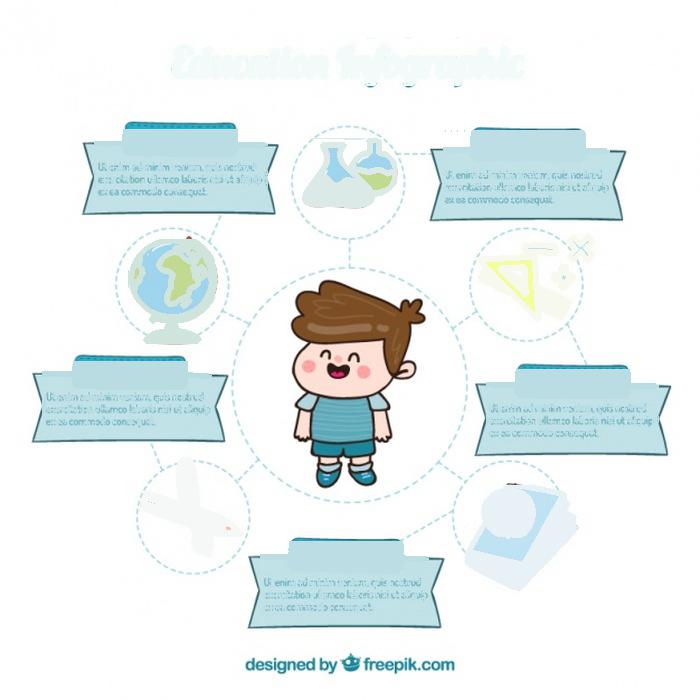 Education Infographic
Ut enim ad minim veniam, quis nostrud
exercitation ullamco laboris nisi ut aliquip
ex ea commodo consequat.
Ut enim ad minim veniam, quis nostrud
exercitation ullamco laboris nisi ut aliquip
ex ea commodo consequat.
Ut enim ad minim veniam, quis nostrud
exercitation ullamco laboris nisi ut aliquip
ex ea commodo consequat.
Ut enim ad minim veniam, quis nostrud
exercitation ullamco laboris nisi ut aliquip
ex ea commodo consequat.
Ut enim ad minim veniam, quis nostrud
exercitation ullamco laboris nisi ut aliquip
ex ea commodo consequat.
designed by freepik.com